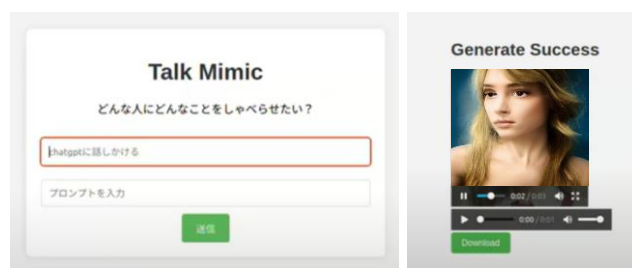 Talk Mimic
どんな人にどんなことをしゃべらせたい？
chatgptに話しかける
プロンプトを入力
送信
Generate Success
0:02 / 0:03
0:00 / 0:01
Download